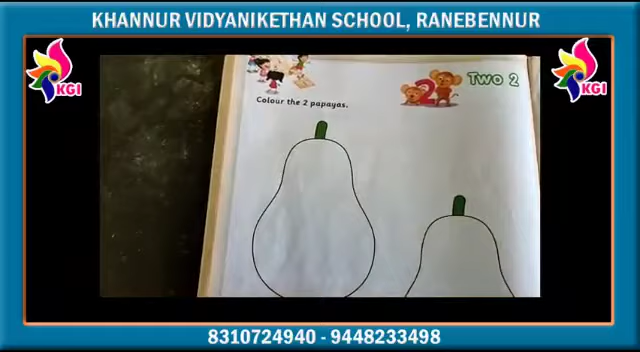 KHANNUR VIDYANIKETHAN SCHOOL, RANEBENNUR
KGI
KGI
Two 2
2
Colour the 2 papayas.
8310724940 - 9448233498